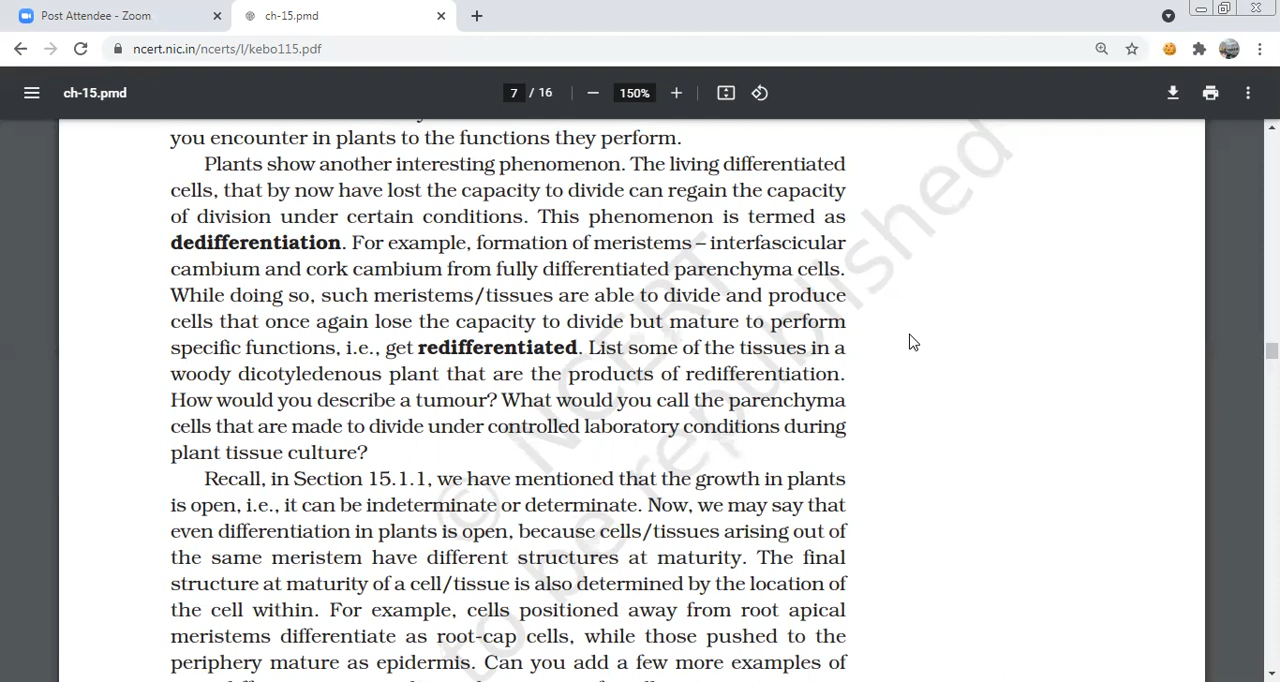 Post Attendee - Zoom
ch-15.pmd
ncert.nic.in/ncerts/l/kebo115.pdf
ch-15.pmd
7 / 16
150%
you encounter in plants to the functions they perform.
Plants show another interesting phenomenon. The living differentiated
cells, that by now have lost the capacity to divide can regain the capacity
of division under certain conditions. This phenomenon is termed as
dedifferentiation. For example, formation of meristems – interfascicular
cambium and cork cambium from fully differentiated parenchyma cells.
While doing so, such meristems/tissues are able to divide and produce
cells that once again lose the capacity to divide but mature to perform
specific functions, i.e., get redifferentiated. List some of the tissues in a
woody dicotyledenous plant that are the products of redifferentiation.
How would you describe a tumour? What would you call the parenchyma
cells that are made to divide under controlled laboratory conditions during
plant tissue culture?
Recall, in Section 15.1.1, we have mentioned that the growth in plants
is open, i.e., it can be indeterminate or determinate. Now, we may say that
even differentiation in plants is open, because cells/tissues arising out of
the same meristem have different structures at maturity. The final
structure at maturity of a cell/tissue is also determined by the location of
the cell within. For example, cells positioned away from root apical
meristems differentiate as root-cap cells, while those pushed to the
periphery mature as epidermis. Can you add a few more examples of
© NCERT
to be republished